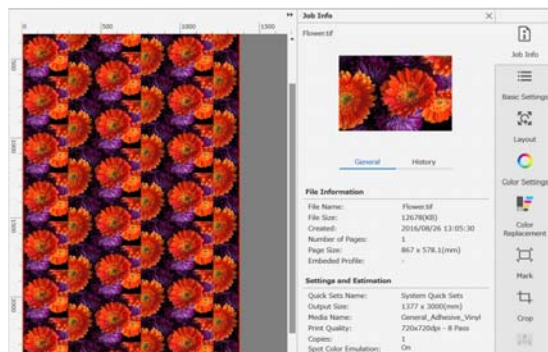 0 500 1000 1500
Job Info
Flower.tif
General History
File Information
File Name: Flower.tif
File Size: 12678(KB)
Created: 2016/08/26 13:05:30
Number of Pages: 1
Page Size: 867 x 578.1(mm)
Embeded Profile: -
Settings and Estimation
Quick Sets Name: System Quick Sets
Output Size: 1377 x 3000(mm)
Media Name: General_Adhesive_Vinyl
Print Quality: 720x720dpi - 8 Pass
Copies: 1
Spot Color Emulation: On
Job Info
Basic Settings
Layout
Color Settings
Color
Replacement
Mark
Crop